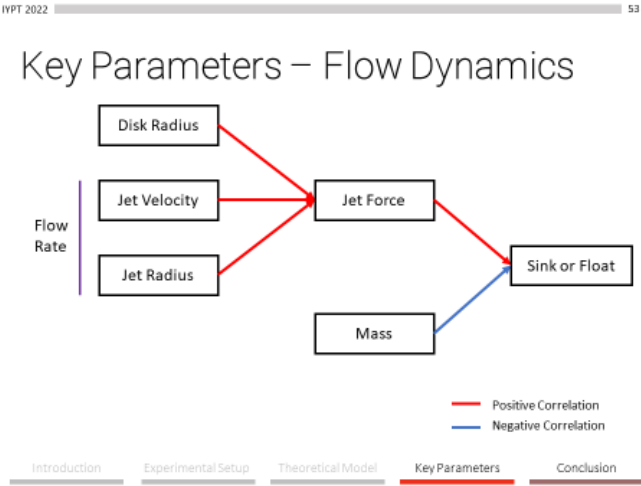 IYPT 2022
53
Key Parameters – Flow Dynamics
Disk Radius
Jet Velocity
Jet Force
Flow
Rate
Jet Radius
Sink or Float
Mass
Positive Correlation
Negative Correlation
Introduction
Experimental Setup
Theoretical Model
Key Parameters
Conclusion